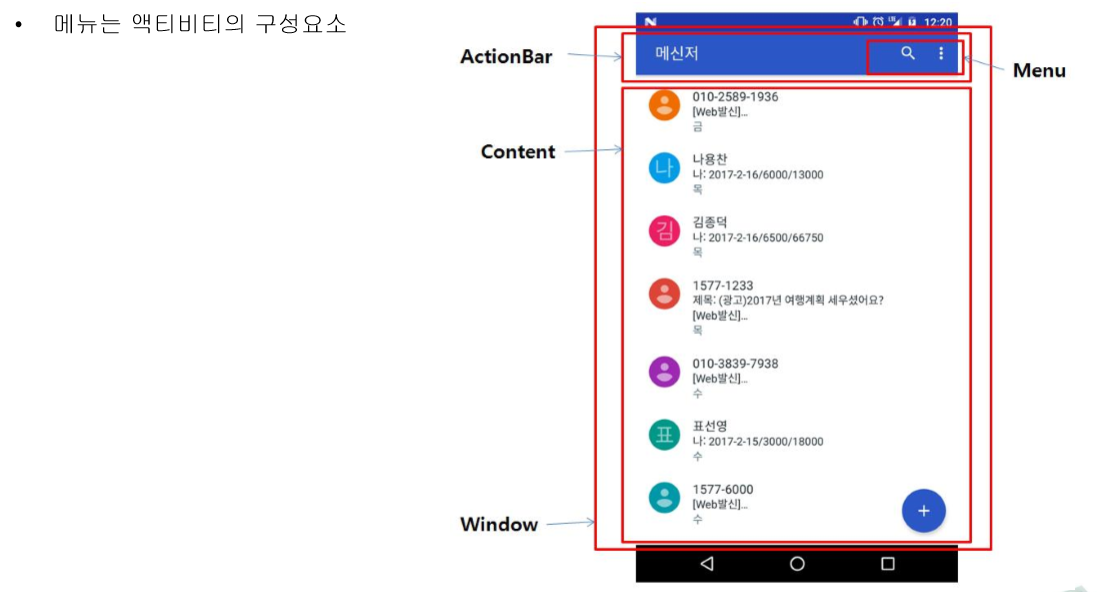 • 메뉴는 액티비티의 구성요소
12:20
ActionBar
메신저
Menu
010-2589-1936
[Web발신]...
금
Content
나
나용찬
나: 2017-2-16/6000/13000
목
김
김종덕
나: 2017-2-16/6500/66750
목
1577-1233
제목: (광고)2017년 여행계획 세우셨어요?
[Web발신]...
목
010-3839-7938
[Web발신]...
수
표
표선영
나: 2017-2-15/3000/18000
수
1577-6000
[Web발신]...
수
Window